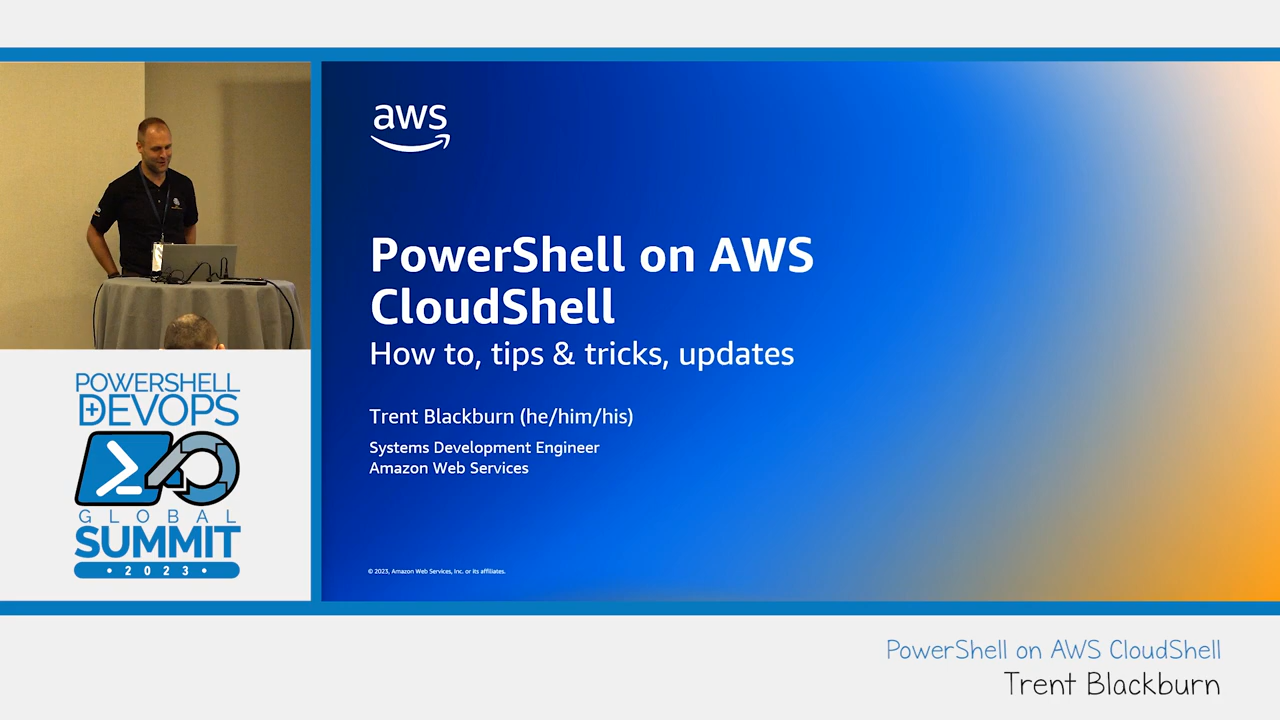 aws
PowerShell on AWS
CloudShell
How to, tips & tricks, updates
Trent Blackburn (he/him/his)
Systems Development Engineer
Amazon Web Services
© 2023, Amazon Web Services, Inc. or its affiliates.
POWERSHELL
+DEVOPS
GLOBAL
SUMMIT
• 2023 •
PowerShell on AWS CloudShell
Trent Blackburn